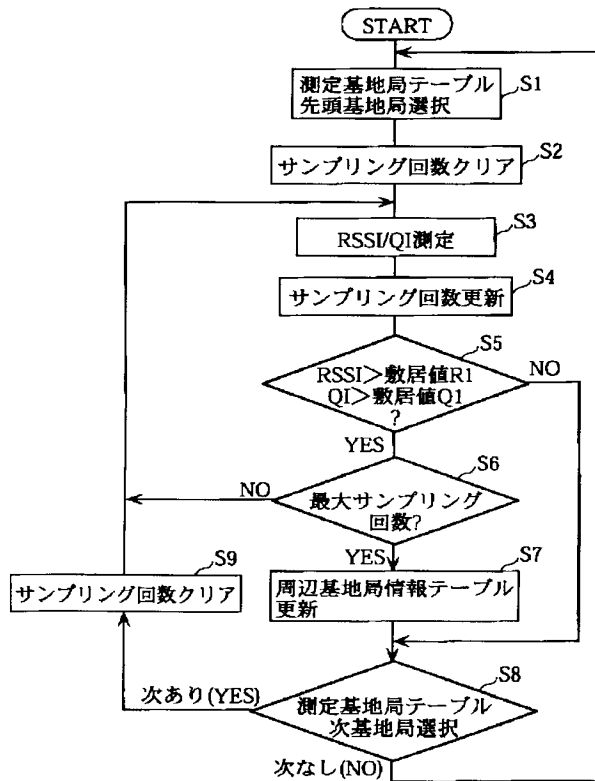 START
測定基地局テーブル
先頭基地局選択
S1
サンプリング回数クリア
S2
RSSI/QI測定
S3
サンプリング回数更新
S4
RSSI>敷居値R1
QI>敷居値Q1
?
S5
NO
YES
最大サンプリング
回数?
S6
NO
YES
周辺基地局情報テーブル
更新
S7
サンプリング回数クリア
S9
測定基地局テーブル
次基地局選択
S8
次あり(YES)
次なし(NO)